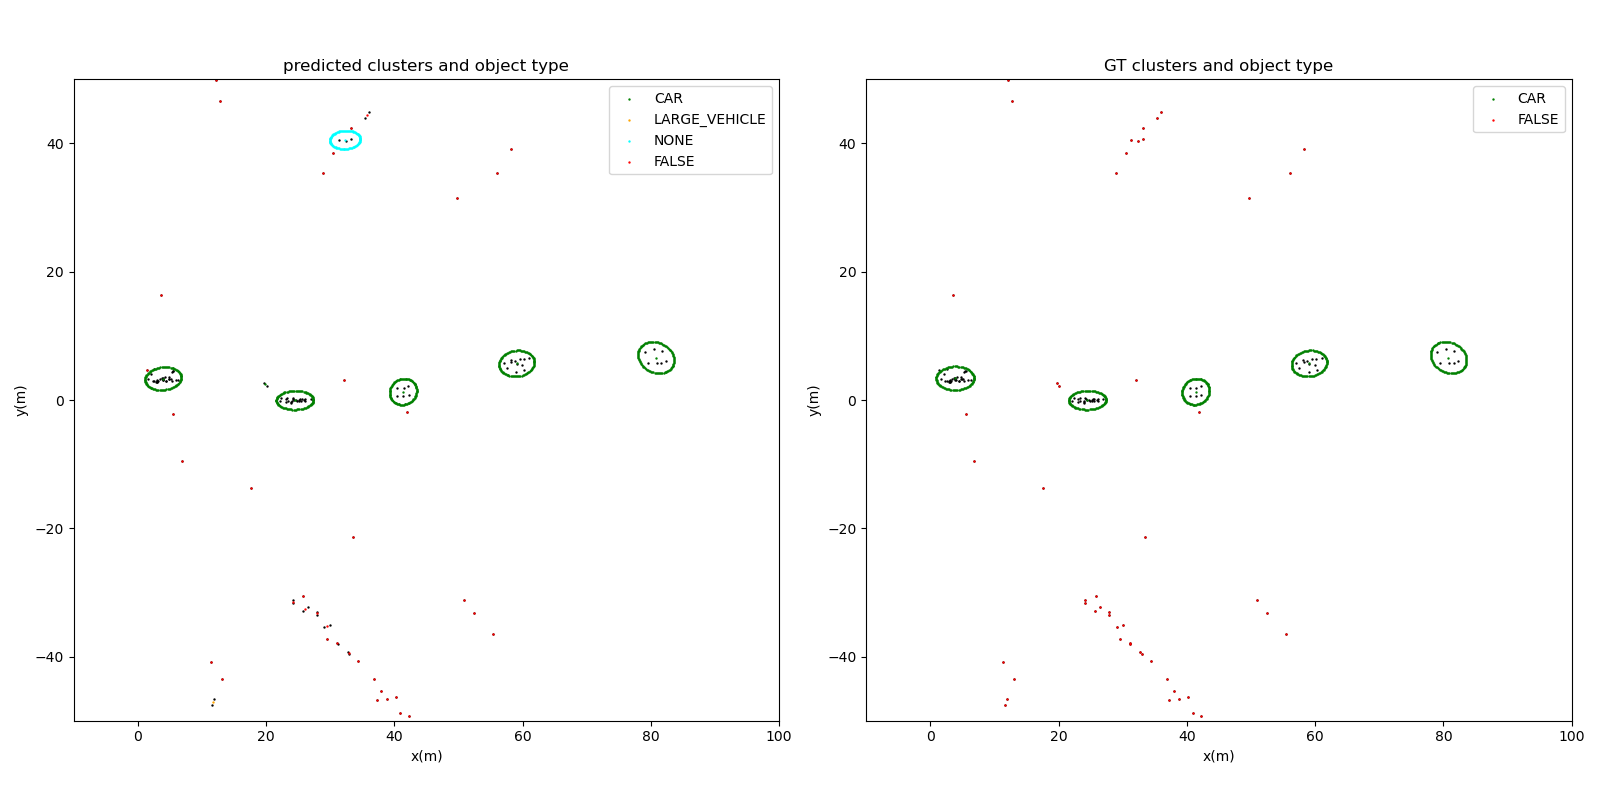 predicted clusters and object type
CAR
LARGE_VEHICLE
NONE
FALSE
40
20
0
−20
−40
y(m)
0
20
40
60
80
100
x(m)
GT clusters and object type
CAR
FALSE
40
20
0
−20
−40
y(m)
0
20
40
60
80
100
x(m)